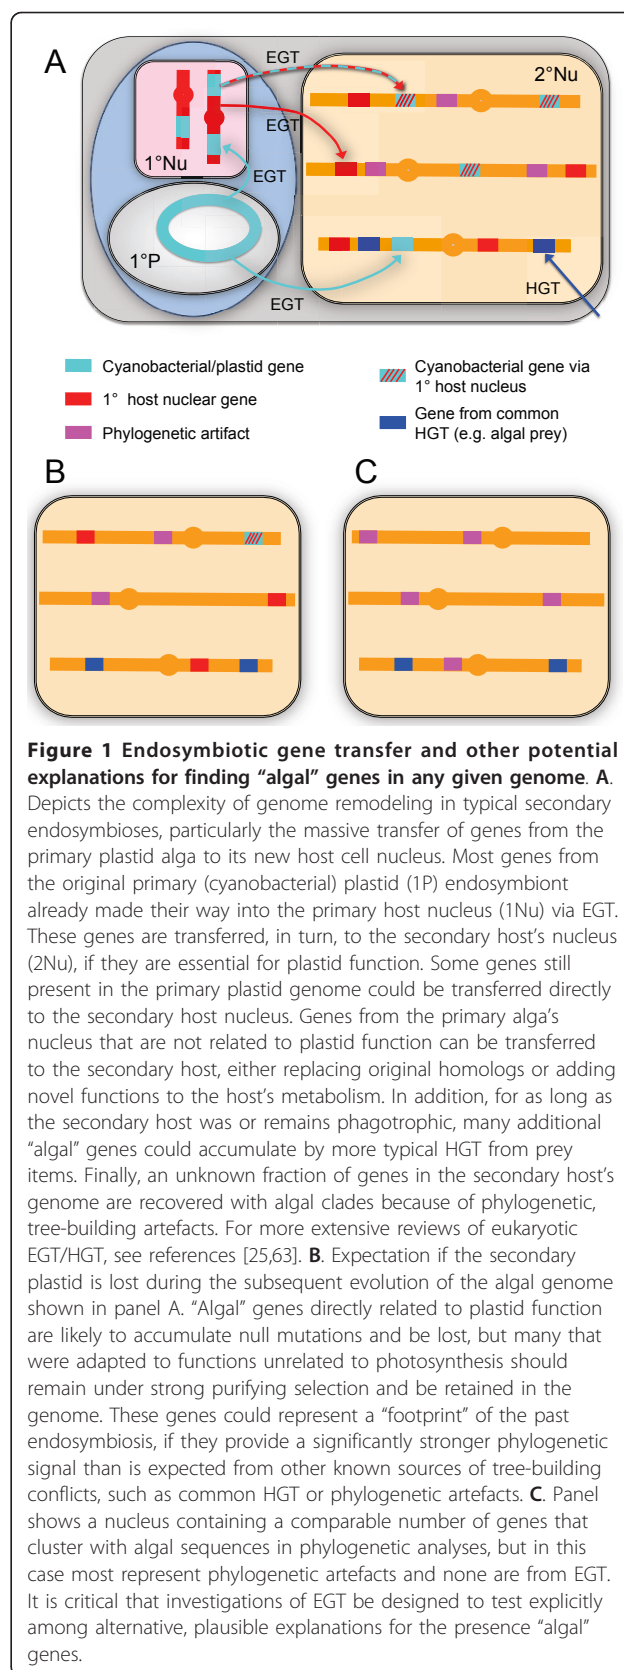 A
EGT
2°Nu
EGT
1°Nu
EGT
1°P
EGT
HGT
Cyanobacterial/plastid gene
1° host nuclear gene
Phylogenetic artifact
Cyanobacterial gene via
1° host nucleus
Gene from common
HGT (e.g. algal prey)
B
C
Figure 1 Endosymbiotic gene transfer and other potential
explanations for finding “algal” genes in any given genome. A.
Depicts the complexity of genome remodeling in typical secondary
endosymbioses, particularly the massive transfer of genes from the
primary plastid alga to its new host cell nucleus. Most genes from
the original primary (cyanobacterial) plastid (1P) endosymbiont
already made their way into the primary host nucleus (1Nu) via EGT.
These genes are transferred, in turn, to the secondary host’s nucleus
(2Nu), if they are essential for plastid function. Some genes still
present in the primary plastid genome could be transferred directly
to the secondary host nucleus. Genes from the primary alga’s
nucleus that are not related to plastid function can be transferred
to the secondary host, either replacing original homologs or adding
novel functions to the host’s metabolism. In addition, for as long as
the secondary host was or remains phagotrophic, many additional
“algal” genes could accumulate by more typical HGT from prey
items. Finally, an unknown fraction of genes in the secondary host’s
genome are recovered with algal clades because of phylogenetic,
tree-building artefacts. For more extensive reviews of eukaryotic
EGT/HGT, see references [25,63]. B. Expectation if the secondary
plastid is lost during the subsequent evolution of the algal genome
shown in panel A. “Algal” genes directly related to plastid function
are likely to accumulate null mutations and be lost, but many that
were adapted to functions unrelated to photosynthesis should
remain under strong purifying selection and be retained in the
genome. These genes could represent a “footprint” of the past
endosymbiosis, if they provide a significantly stronger phylogenetic
signal than is expected from other known sources of tree-building
conflicts, such as common HGT or phylogenetic artefacts. C. Panel
shows a nucleus containing a comparable number of genes that
cluster with algal sequences in phylogenetic analyses, but in this
case most represent phylogenetic artefacts and none are from EGT.
It is critical that investigations of EGT be designed to test explicitly
among alternative, plausible explanations for the presence “algal”
genes.